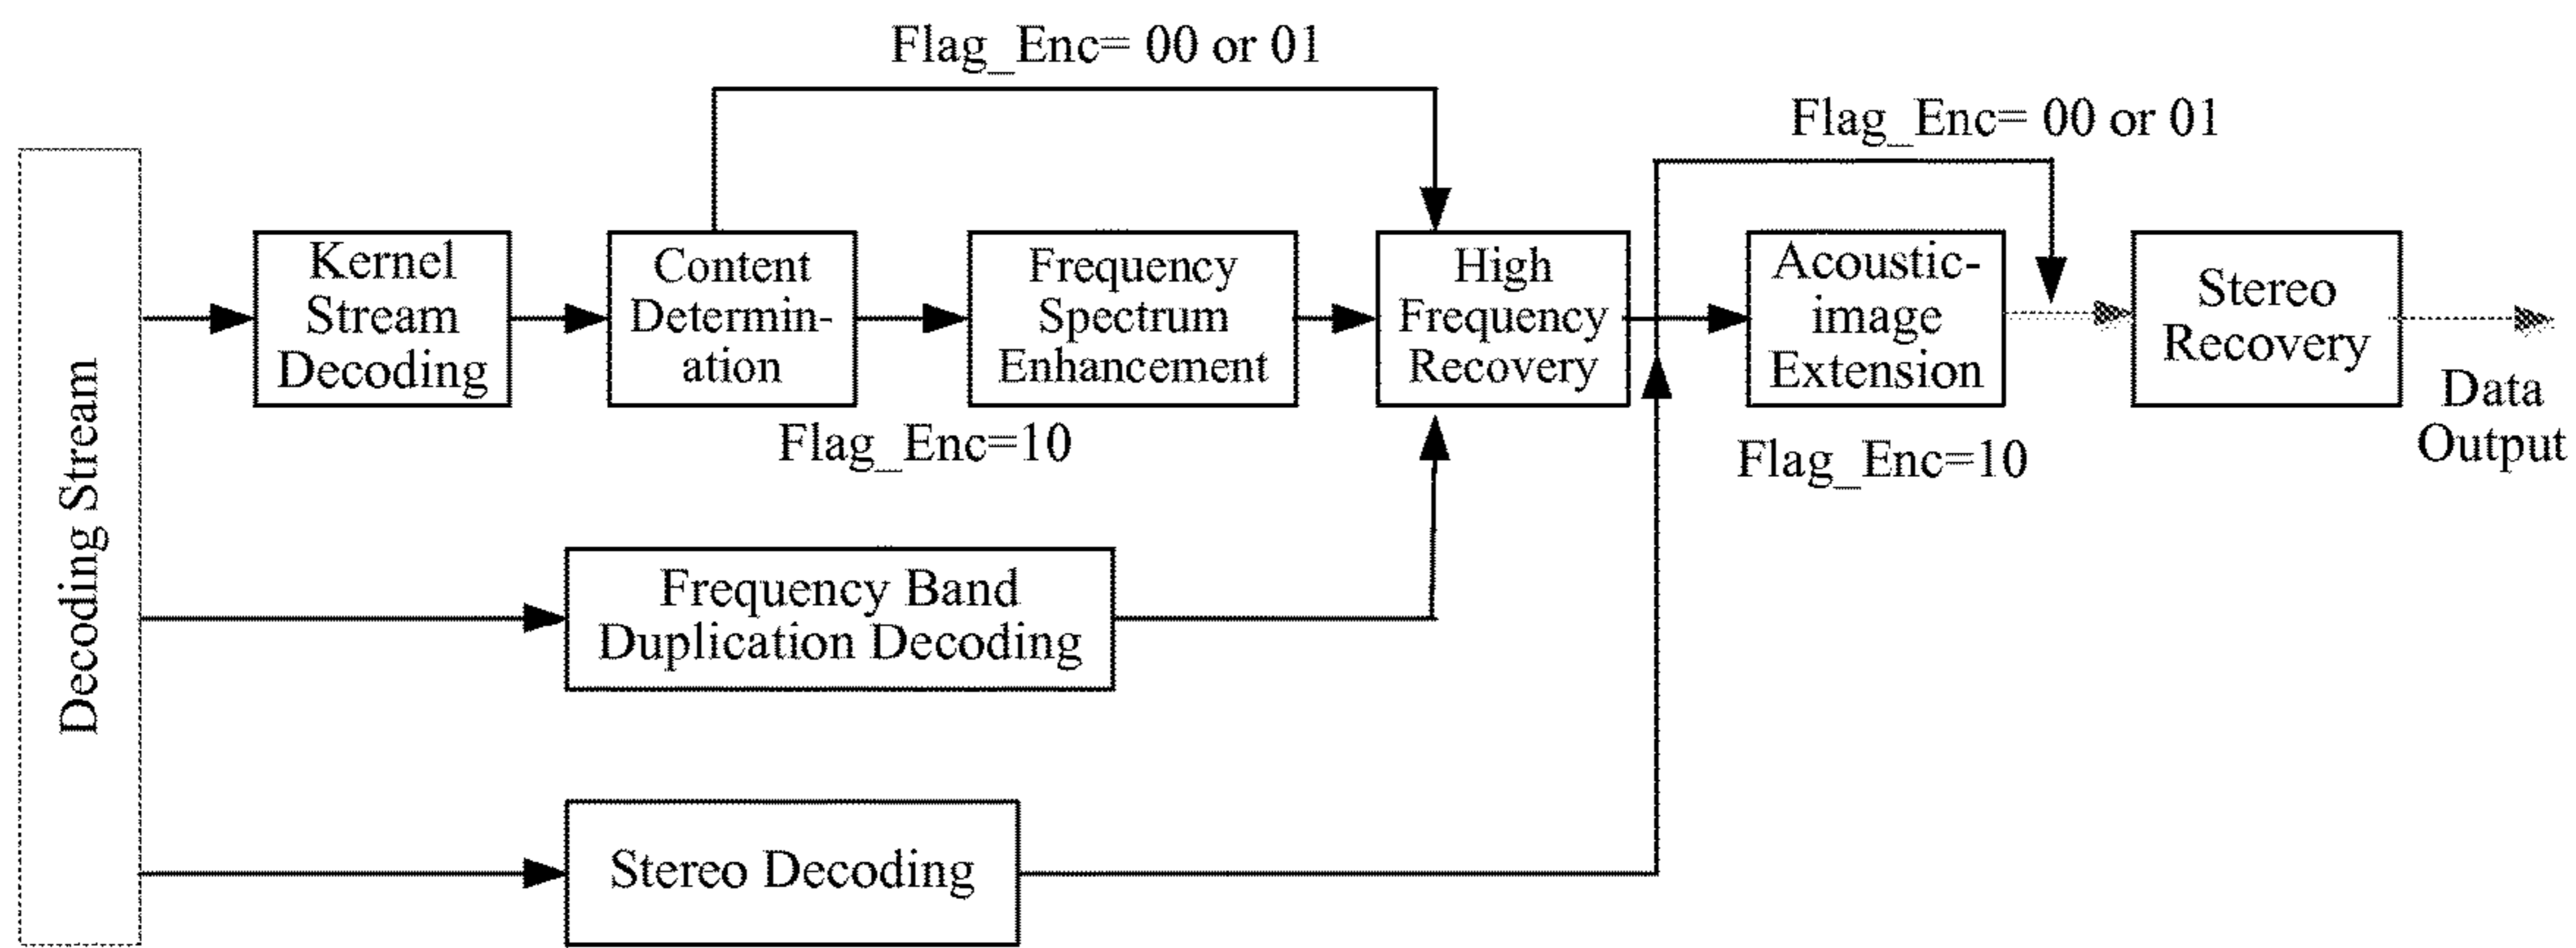 Flag_Enc= 00 or 01
Flag_Enc= 00 or 01
Decoding Stream
Kernel
Stream
Decoding
Content
Determin-
ation
Frequency
Spectrum
Enhancement
High
Frequency
Recovery
Acoustic-
image
Extension
Stereo
Recovery
Data
Output
Flag_Enc=10
Flag_Enc=10
Frequency Band
Duplication Decoding
Stereo Decoding